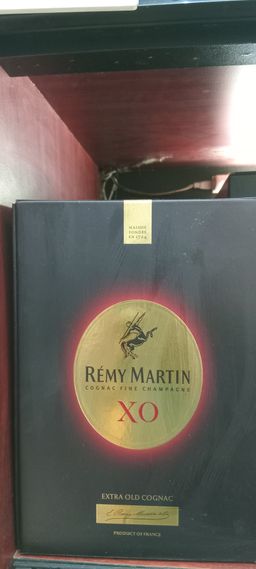 MAISON
FONDÉE
EN 1724
RÉMY MARTIN
COGNAC FINE CHAMPAGNE
XO
EXTRA OLD COGNAC
PRODUCT OF FRANCE